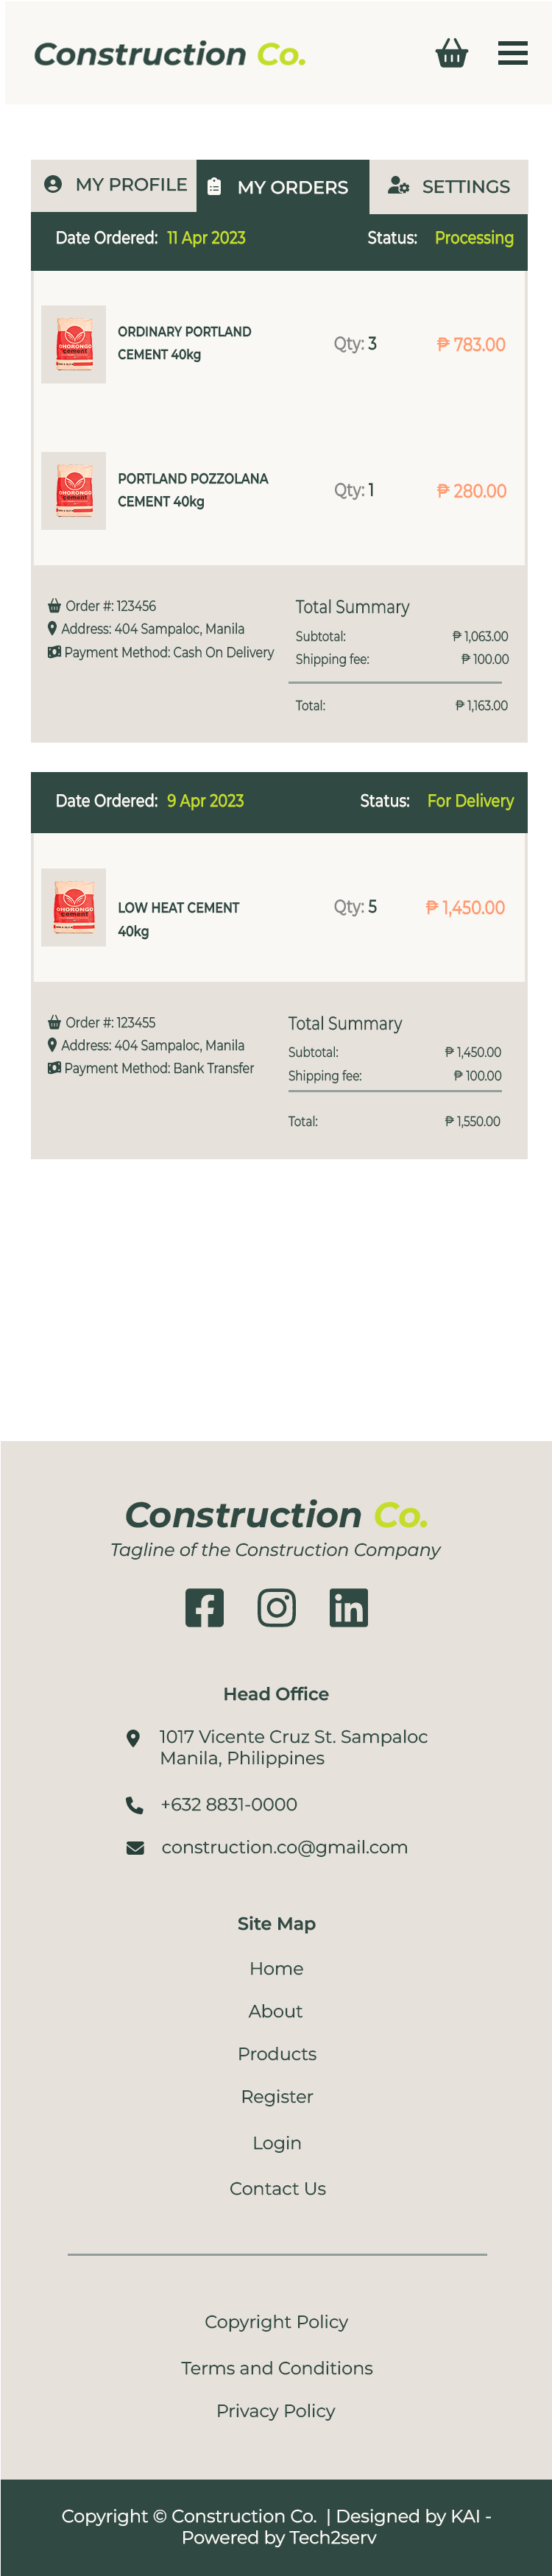 Construction Co.
MY PROFILE
MY ORDERS
SETTINGS
Date Ordered: 11 Apr 2023
Status: Processing
OHORONGO
cement
ORDINARY PORTLAND
CEMENT 40kg
Qty: 3
₱ 783.00
OHORONGO
cement
PORTLAND POZZOLANA
CEMENT 40kg
Qty: 1
₱ 280.00
Order #: 123456
Address: 404 Sampaloc, Manila
Payment Method: Cash On Delivery
Total Summary
Subtotal: ₱ 1,063.00
Shipping fee: ₱ 100.00
Total: ₱ 1,163.00
Date Ordered: 9 Apr 2023
Status: For Delivery
OHORONGO
cement
LOW HEAT CEMENT
40kg
Qty: 5
₱ 1,450.00
Order #: 123455
Address: 404 Sampaloc, Manila
Payment Method: Bank Transfer
Total Summary
Subtotal: ₱ 1,450.00
Shipping fee: ₱ 100.00
Total: ₱ 1,550.00
Construction Co.
Tagline of the Construction Company
Head Office
1017 Vicente Cruz St. Sampaloc
Manila, Philippines
+632 8831-0000
construction.co@gmail.com
Site Map
Home
About
Products
Register
Login
Contact Us
Copyright Policy
Terms and Conditions
Privacy Policy
Copyright © Construction Co. | Designed by KAI -
Powered by Tech2serv